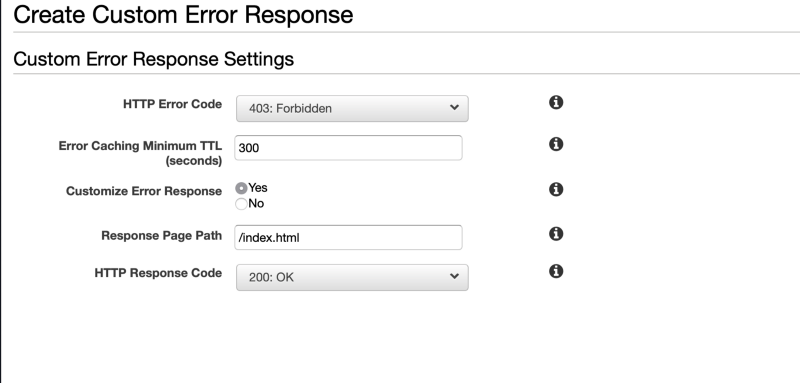 Create Custom Error Response
Custom Error Response Settings
HTTP Error Code
403: Forbidden
Error Caching Minimum TTL
(seconds)
300
Customize Error Response
Yes
No
Response Page Path
/index.html
HTTP Response Code
200: OK